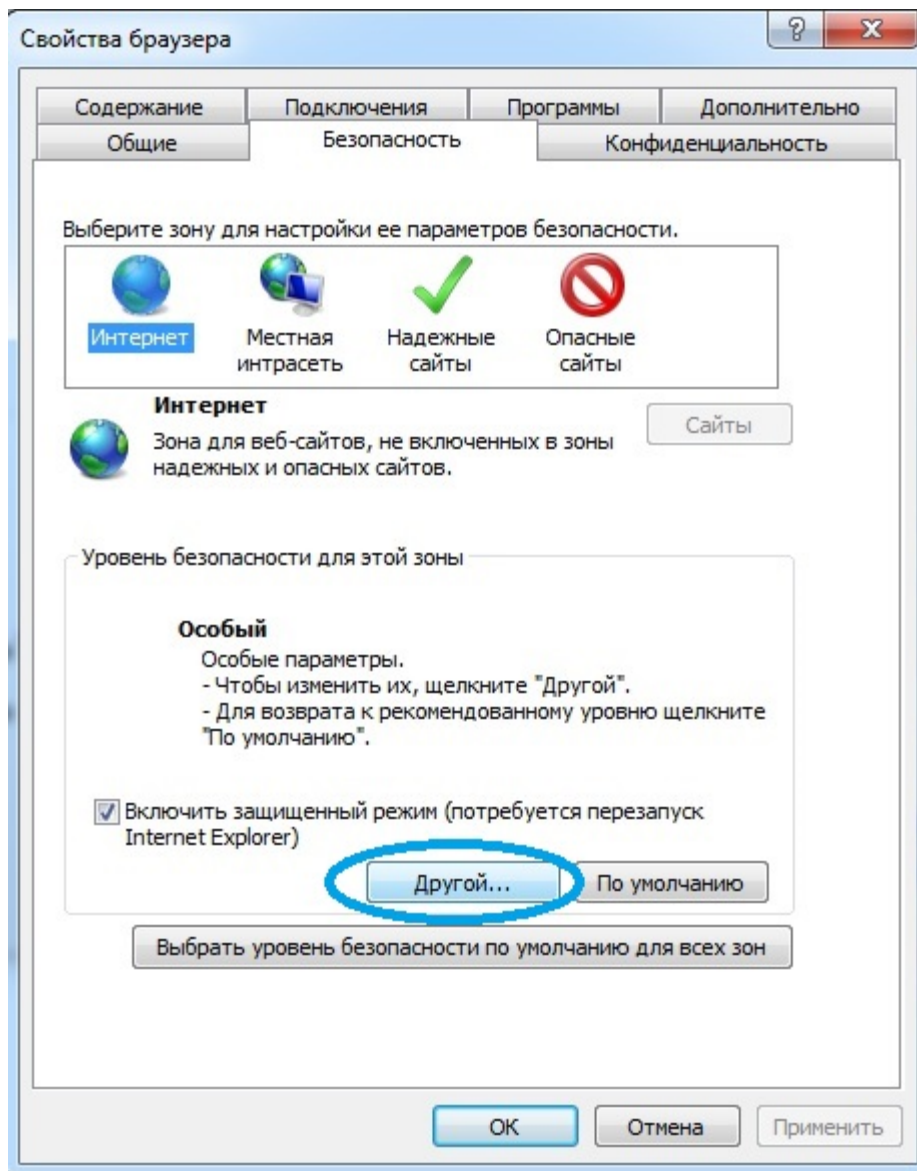 Свойства браузера
Содержание Подключения Программы Дополнительно
Общие Безопасность Конфиденциальность
Выберите зону для настройки ее параметров безопасности.
Интернет Местная Надежные Опасные
интрасеть сайты сайты
Интернет
Сайты
Зона для веб-сайтов, не включенных в зоны
надежных и опасных сайтов.
Уровень безопасности для этой зоны
Особый
Особые параметры.
- Чтобы изменить их, щелкните "Другой".
- Для возврата к рекомендованному уровню щелкните
"По умолчанию".
Включить защищенный режим (потребуется перезапуск
Internet Explorer)
Другой... По умолчанию
Выбрать уровень безопасности по умолчанию для всех зон
ОК Отмена Применить